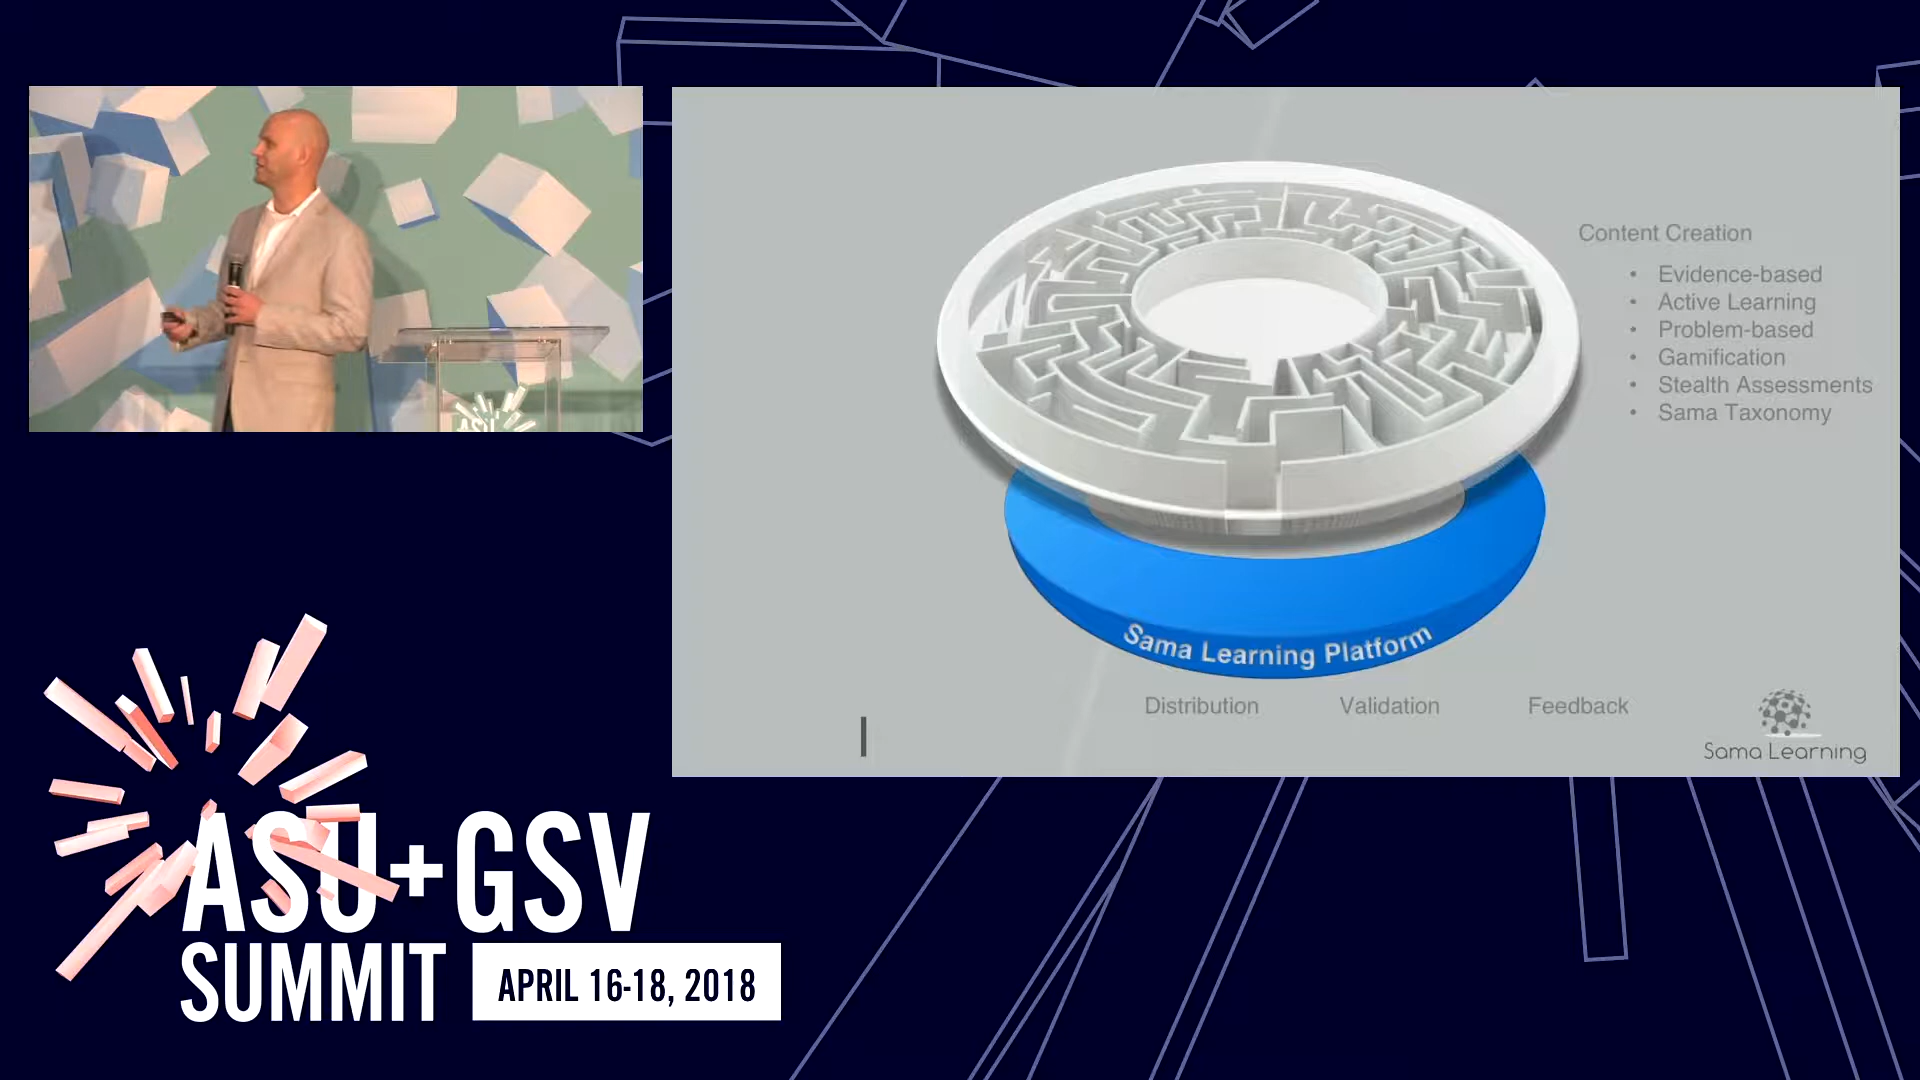 Content Creation
• Evidence-based
• Active Learning
• Problem-based
• Gamification
• Stealth Assessments
• Sama Taxonomy
Sama Learning Platform
Distribution Validation Feedback
Sama Learning
ASU
ASU+GSV
SUMMIT
APRIL 16-18, 2018